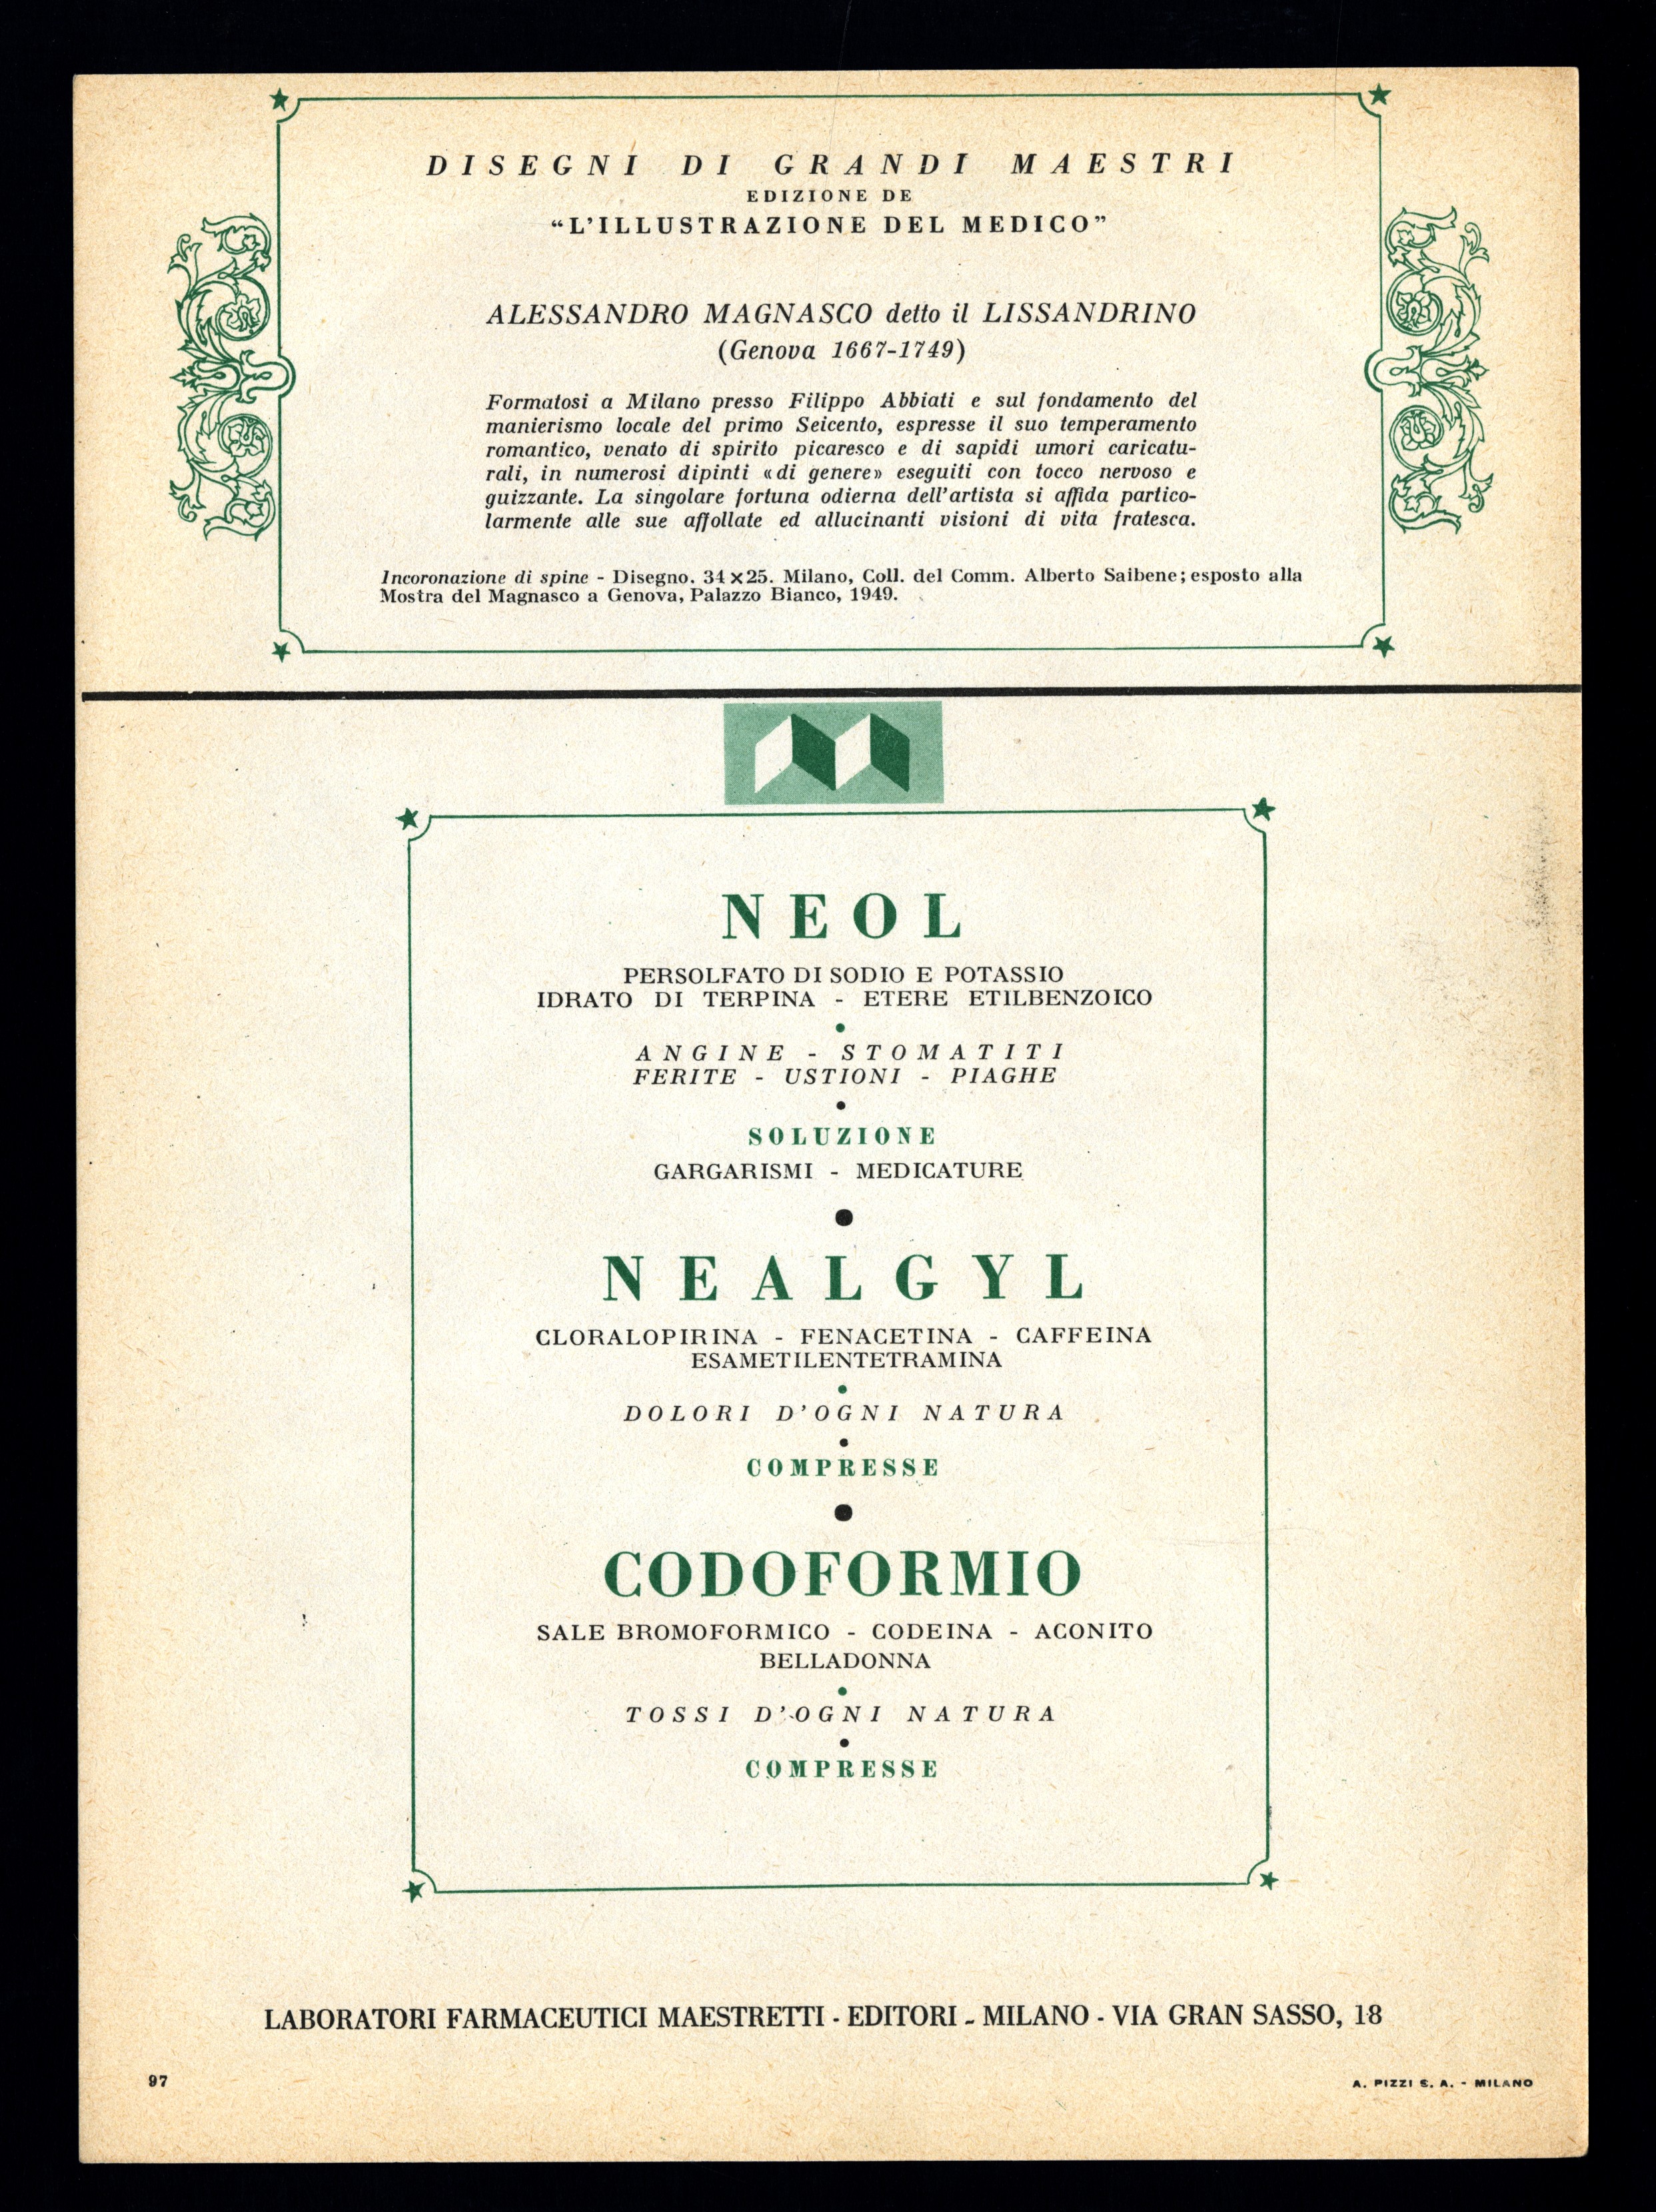 DISEGNI DI GRANDI MAESTRI
EDIZIONE DE
“L’ILLUSTRAZIONE DEL MEDICO”
ALESSANDRO MAGNASCO detto il LISSANDRINO
(Genova 1667-1749)
Formatosi a Milano presso Filippo Abbiati e sul fondamento del
manierismo locale del primo Seicento, espresse il suo temperamento
romantico, venato di spirito picaresco e di sapidi umori caricatu-
rali, in numerosi dipinti «di genere» eseguiti con tocco nervoso e
guizzante. La singolare fortuna odierna dell’artista si affida partico-
larmente alle sue affollate ed allucinanti visioni di vita fratesca.
Incoronazione di spine - Disegno. 34×25. Milano, Coll. del Comm. Alberto Saibene; esposto alla
Mostra del Magnasco a Genova, Palazzo Bianco, 1949.
NEOL
PERSOLFATO DI SODIO E POTASSIO
IDRATO DI TERPINA - ETERE ETILBENZOICO
ANGINE - STOMATITI
FERITE - USTIONI - PIAGHE
SOLUZIONE
GARGARISMI - MEDICATURE
NEALGYL
CLORALOPIRINA - FENACETINA - CAFFEINA
ESAMETILENTETRAMINA
DOLORI D’OGNI NATURA
COMPRESSE
CODOFORMIO
SALE BROMOFORMICO - CODEINA - ACONITO
BELLADONNA
TOSSI D’OGNI NATURA
COMPRESSE
LABORATORI FARMACEUTICI MAESTRETTI - EDITORI - MILANO - VIA GRAN SASSO, 18
97
A. PIZZI S. A. - MILANO